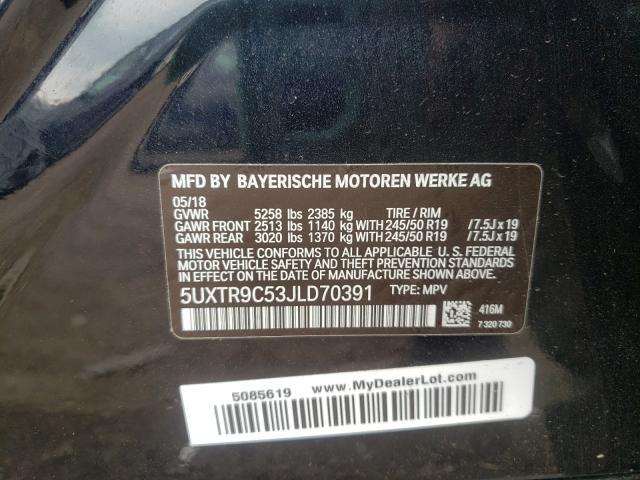 MFD BY BAYERISCHE MOTOREN WERKE AG
05/18
GVWR 5258 lbs 2385 kg TIRE / RIM
GAWR FRONT 2513 lbs 1140 kg WITH 245/50 R19 / 7.5J x 19
GAWR REAR 3020 lbs 1370 kg WITH 245/50 R19 / 7.5J x 19
THIS VEHICLE CONFORMS TO ALL APPLICABLE U.S. FEDERAL
MOTOR VEHICLE SAFETY BUMPER AND THEFT PREVENTION STANDARDS
IN EFFECT ON THE DATE OF MANUFACTURE SHOWN ABOVE.
5UXTR9C53JLD70391 TYPE: MPV
416M
7 320 730
5085619 www.MyDealerLot.com